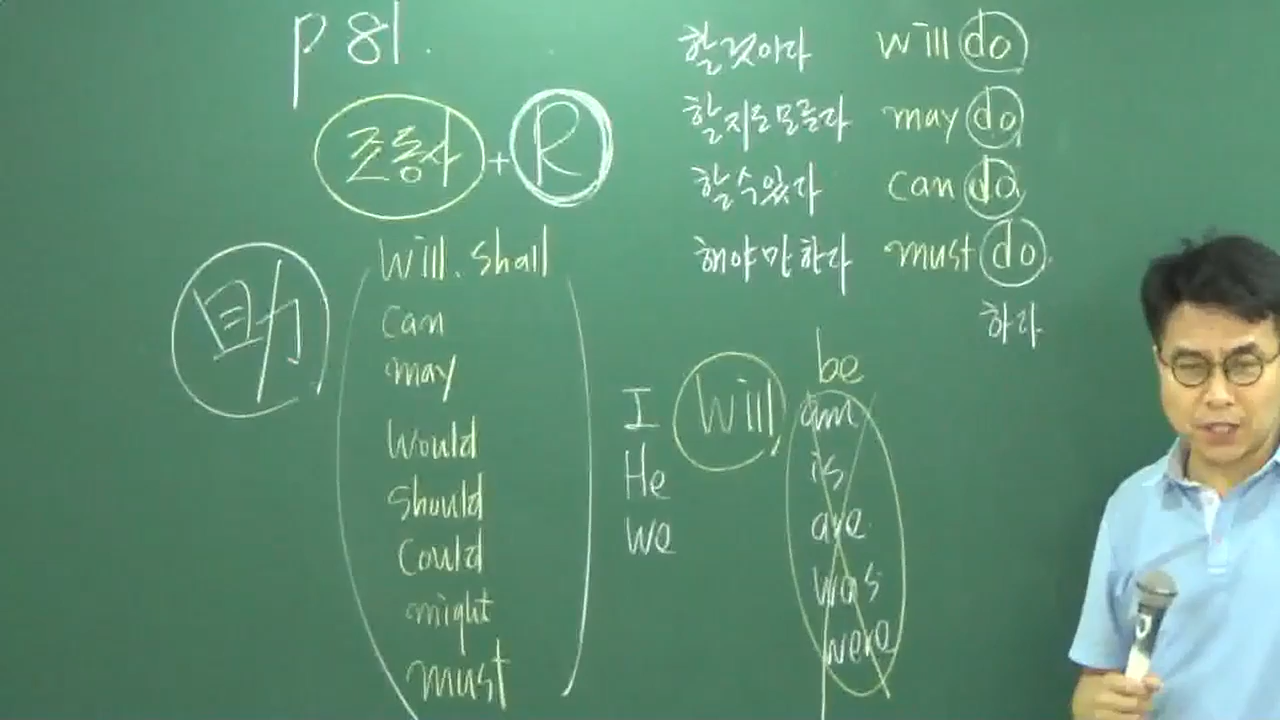 p 81.
조동사 + R
助
will. shall
can
may
would
should
could
might
must
할 것이다 will do
할지도 모른다 may do
할 수 있다 can do
해야만 한다 must do
하다
I will
He
We
be
am
is
are
was
were